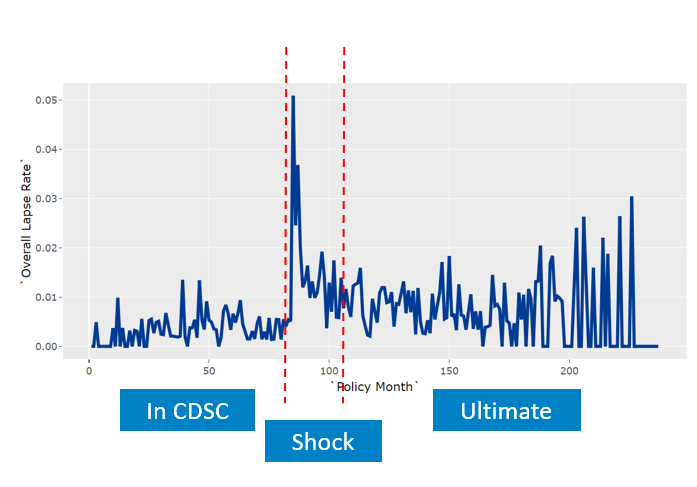 0.05
0.04
`Overall Lapse Rate`
0.03
0.02
0.01
0.00
0 50 100 150 200
`Policy Month`
In CDSC
Ultimate
Shock